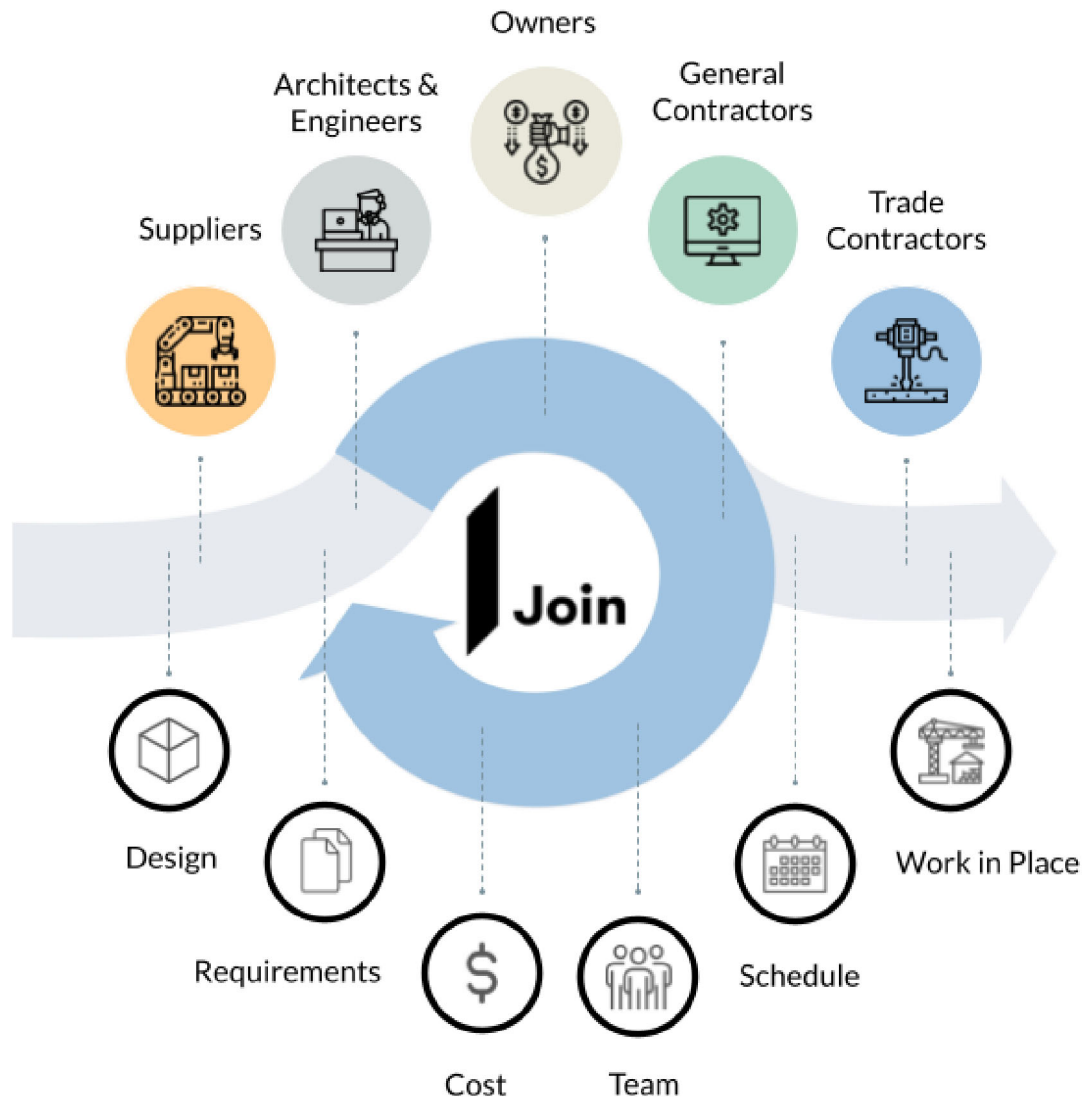 Owners
Architects &
Engineers
General
Contractors
Suppliers
Trade
Contractors
Join
Design
Work in Place
Requirements
Schedule
Cost
Team